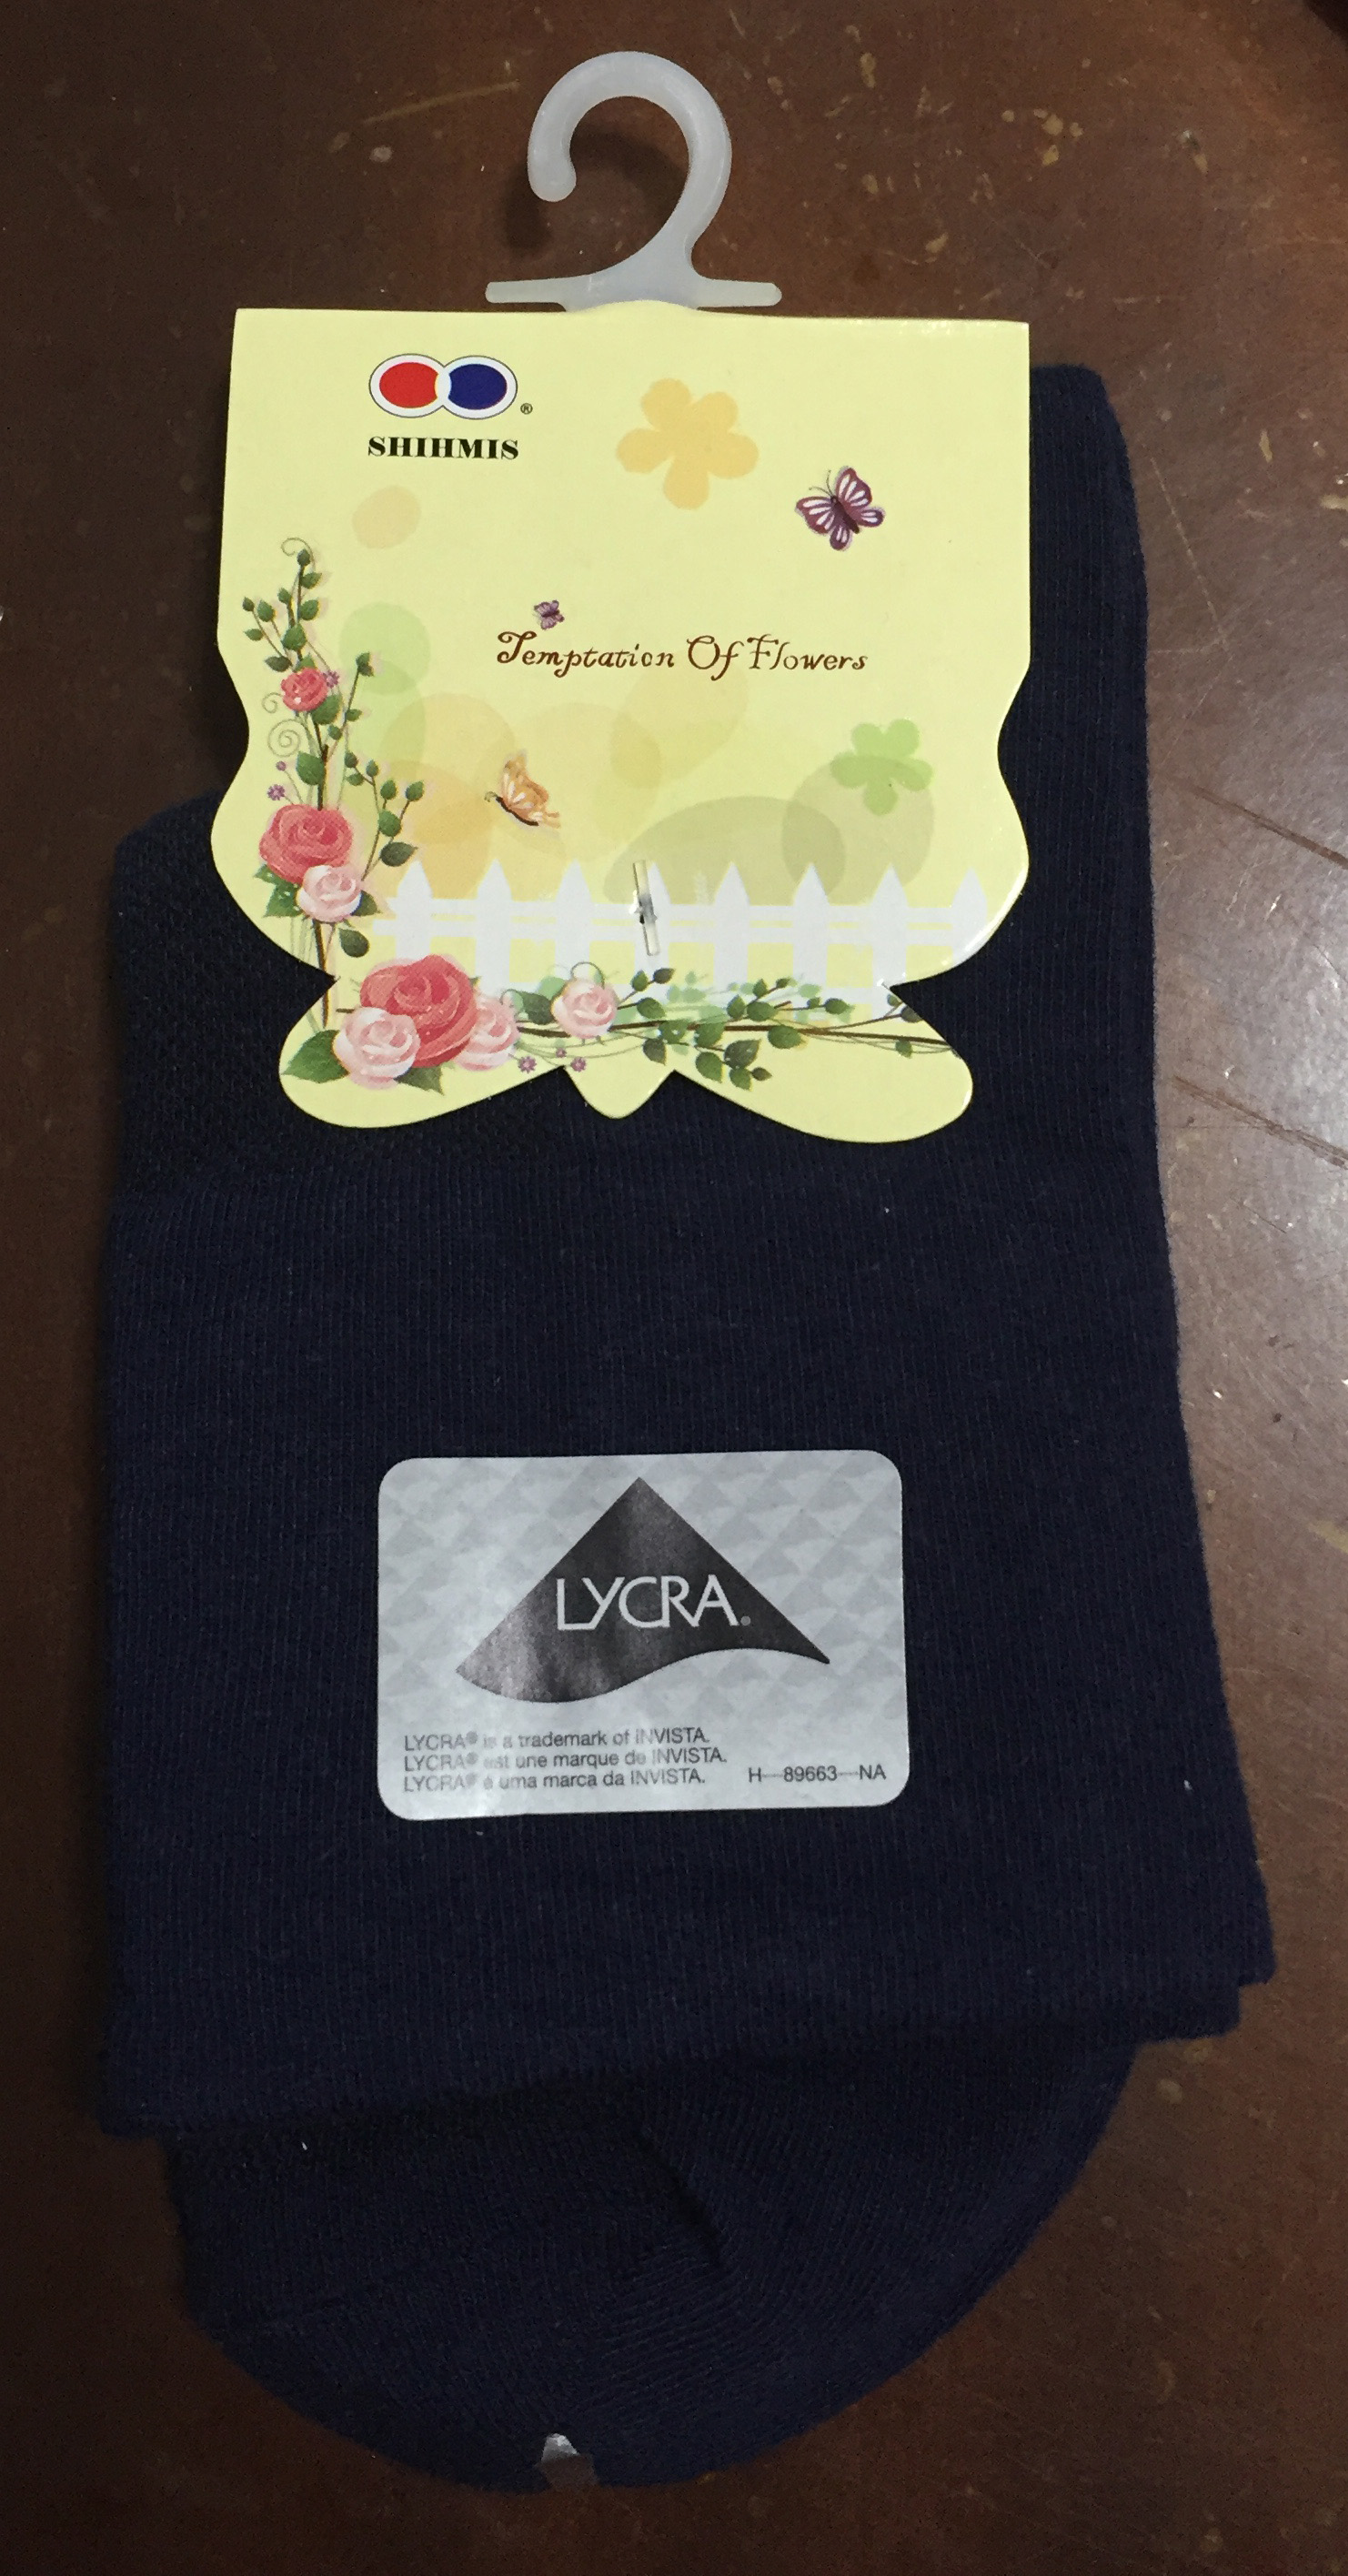 ®
SHIHMIS
Temptation Of Flowers
LYCRA®
LYCRA® is a trademark of INVISTA.
LYCRA® est une marque de INVISTA.
LYCRA® é uma marca da INVISTA. H—89663—NA